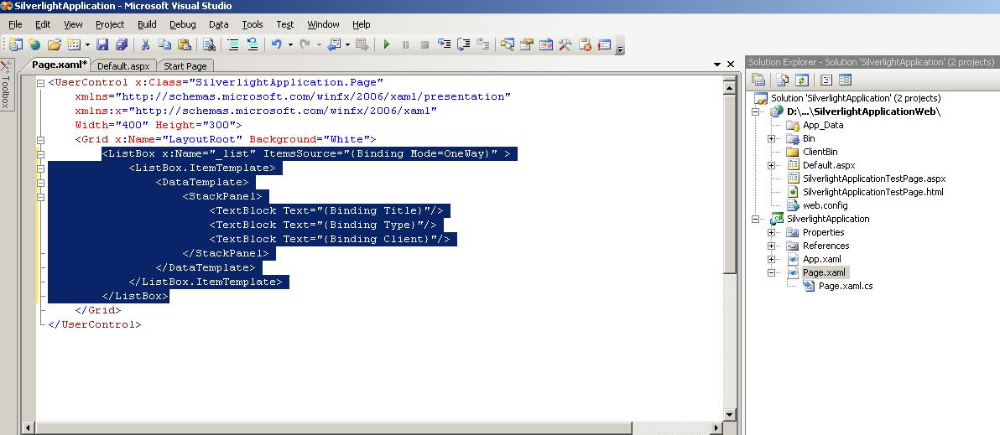 SilverlightApplication - Microsoft Visual Studio
File Edit View Project Build Debug Data Tools Test Window Help
Page.xaml* Default.aspx Start Page
Toolbox
<UserControl x:Class="SilverlightApplication.Page"
xmlns="http://schemas.microsoft.com/winfx/2006/xaml/presentation"
xmlns:x="http://schemas.microsoft.com/winfx/2006/xaml"
Width="400" Height="300">
<Grid x:Name="LayoutRoot" Background="White">
<ListBox x:Name="_list" ItemsSource="{Binding Mode=OneWay}" >
<ListBox.ItemTemplate>
<DataTemplate>
<StackPanel>
<TextBlock Text="{Binding Title}"/>
<TextBlock Text="{Binding Type}"/>
<TextBlock Text="{Binding Client}"/>
</StackPanel>
</DataTemplate>
</ListBox.ItemTemplate>
</ListBox>
</Grid>
</UserControl>
Solution Explorer - Solution 'SilverlightApplication' (2 projects)
Solution 'SilverlightApplication' (2 projects)
D:\...\SilverlightApplicationWeb\
App_Data
Bin
ClientBin
Default.aspx
SilverlightApplicationTestPage.aspx
SilverlightApplicationTestPage.html
web.config
SilverlightApplication
Properties
References
App.xaml
Page.xaml
Page.xaml.cs